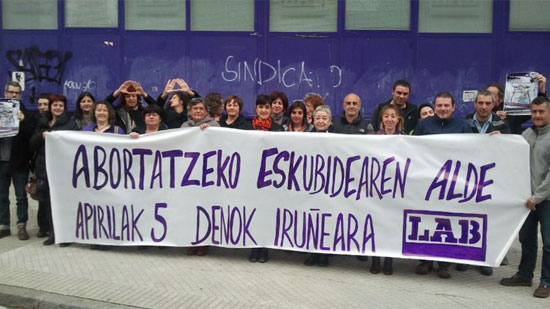 SINDICA
ABORTATZEKO ESKUBIDEAREN ALDE
APIRILAK 5 DENOK IRUÑEARA
LAB